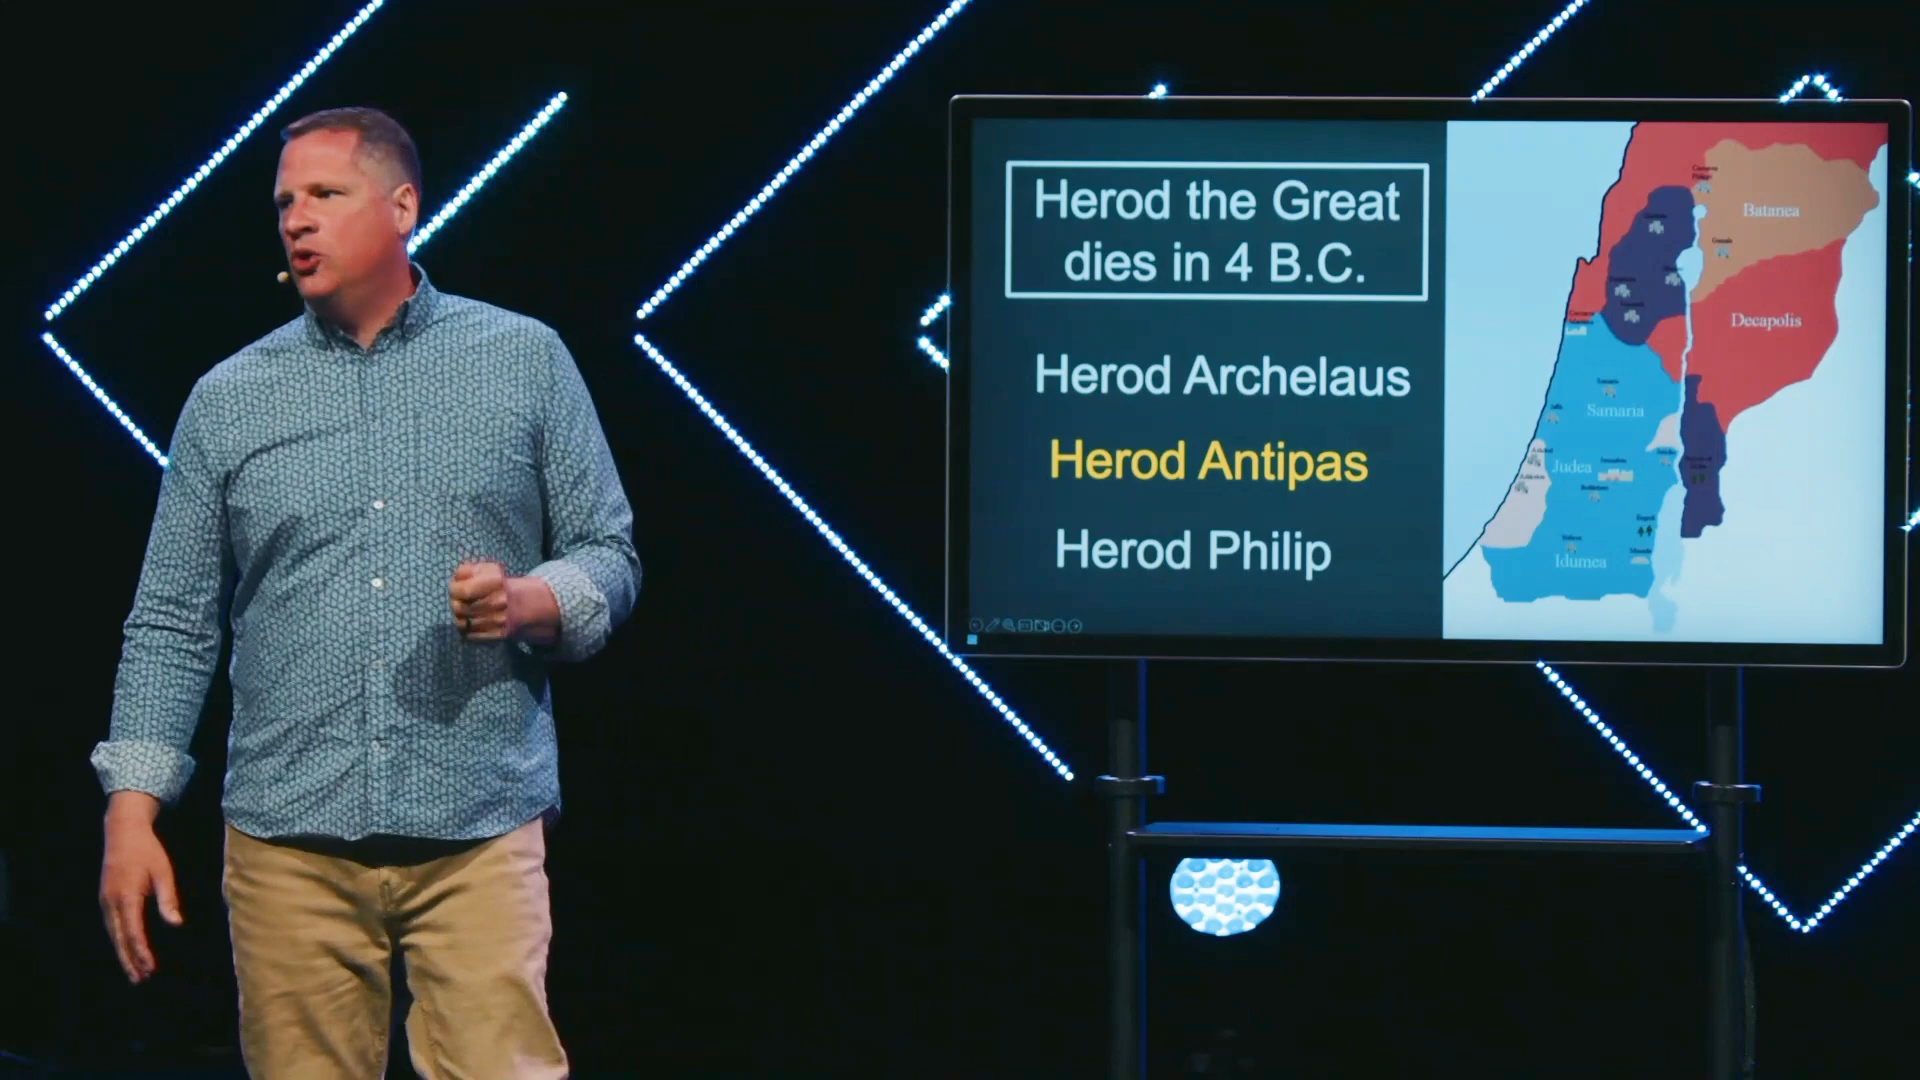 Herod the Great
dies in 4 B.C.
Herod Archelaus
Herod Antipas
Herod Philip
Batanea
Decapolis
Samaria
Judea
Idumea